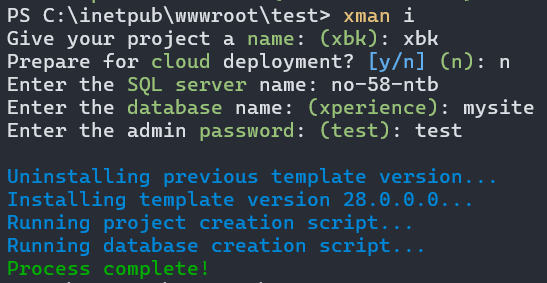 PS C:\inetpub\wwwroot\test> xman i
Give your project a name: (xbk): xbk
Prepare for cloud deployment? [y/n] (n): n
Enter the SQL server name: no-58-ntb
Enter the database name: (xperience): mysite
Enter the admin password: (test): test
Uninstalling previous template version...
Installing template version 28.0.0.0...
Running project creation script...
Running database creation script...
Process complete!